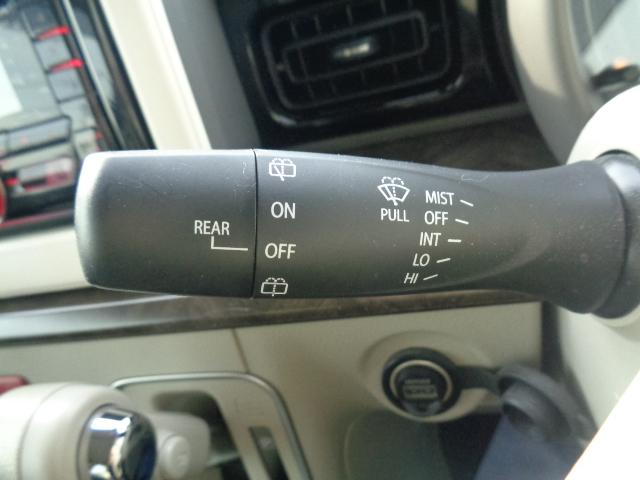 REAR
ON
OFF
PULL
MIST
OFF
INT
LO
HI